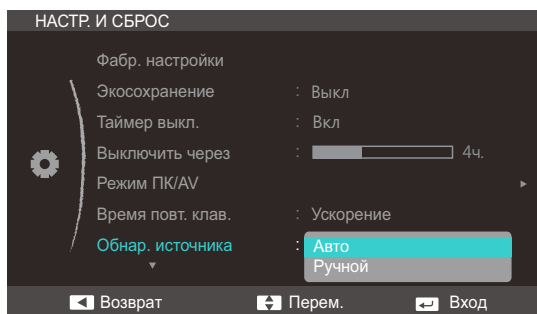 НАСТР. И СБРОС
Фабр. настройки
Экосохранение : Выкл
Таймер выкл. : Вкл
Выключить через : 4ч.
Режим ПК/AV
Время повт. клав. : Ускорение
Обнар. источника : Авто
Ручной
Возврат Перем. Вход